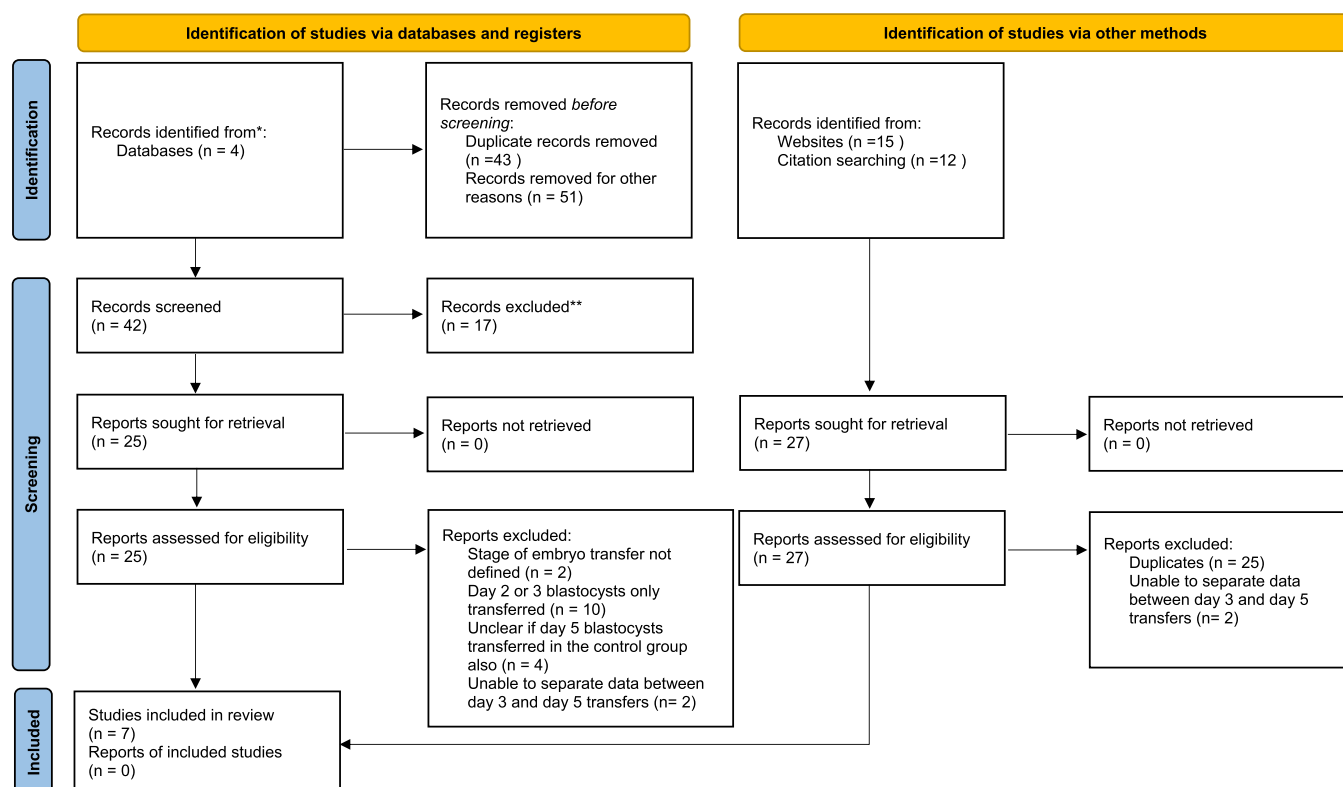 Identification of studies via databases and registers
Identification of studies via other methods
Identification
Records identified from*:
Databases (n = 4)
Records removed before
screening:
Duplicate records removed
(n =43 )
Records removed for other
reasons (n = 51)
Records identified from:
Websites (n =15 )
Citation searching (n =12 )
Screening
Records screened
(n = 42)
Records excluded**
(n = 17)
Reports sought for retrieval
(n = 25)
Reports not retrieved
(n = 0)
Reports sought for retrieval
(n = 27)
Reports not retrieved
(n = 0)
Reports assessed for eligibility
(n = 25)
Reports excluded:
Stage of embryo transfer not
defined (n = 2)
Day 2 or 3 blastocysts only
transferred (n = 10)
Unclear if day 5 blastocysts
transferred in the control group
also (n = 4)
Unable to separate data between
day 3 and day 5 transfers (n= 2)
Reports assessed for eligibility
(n = 27)
Reports excluded:
Duplicates (n = 25)
Unable to separate data
between day 3 and day 5
transfers (n= 2)
Included
Studies included in review
(n = 7)
Reports of included studies
(n = 0)